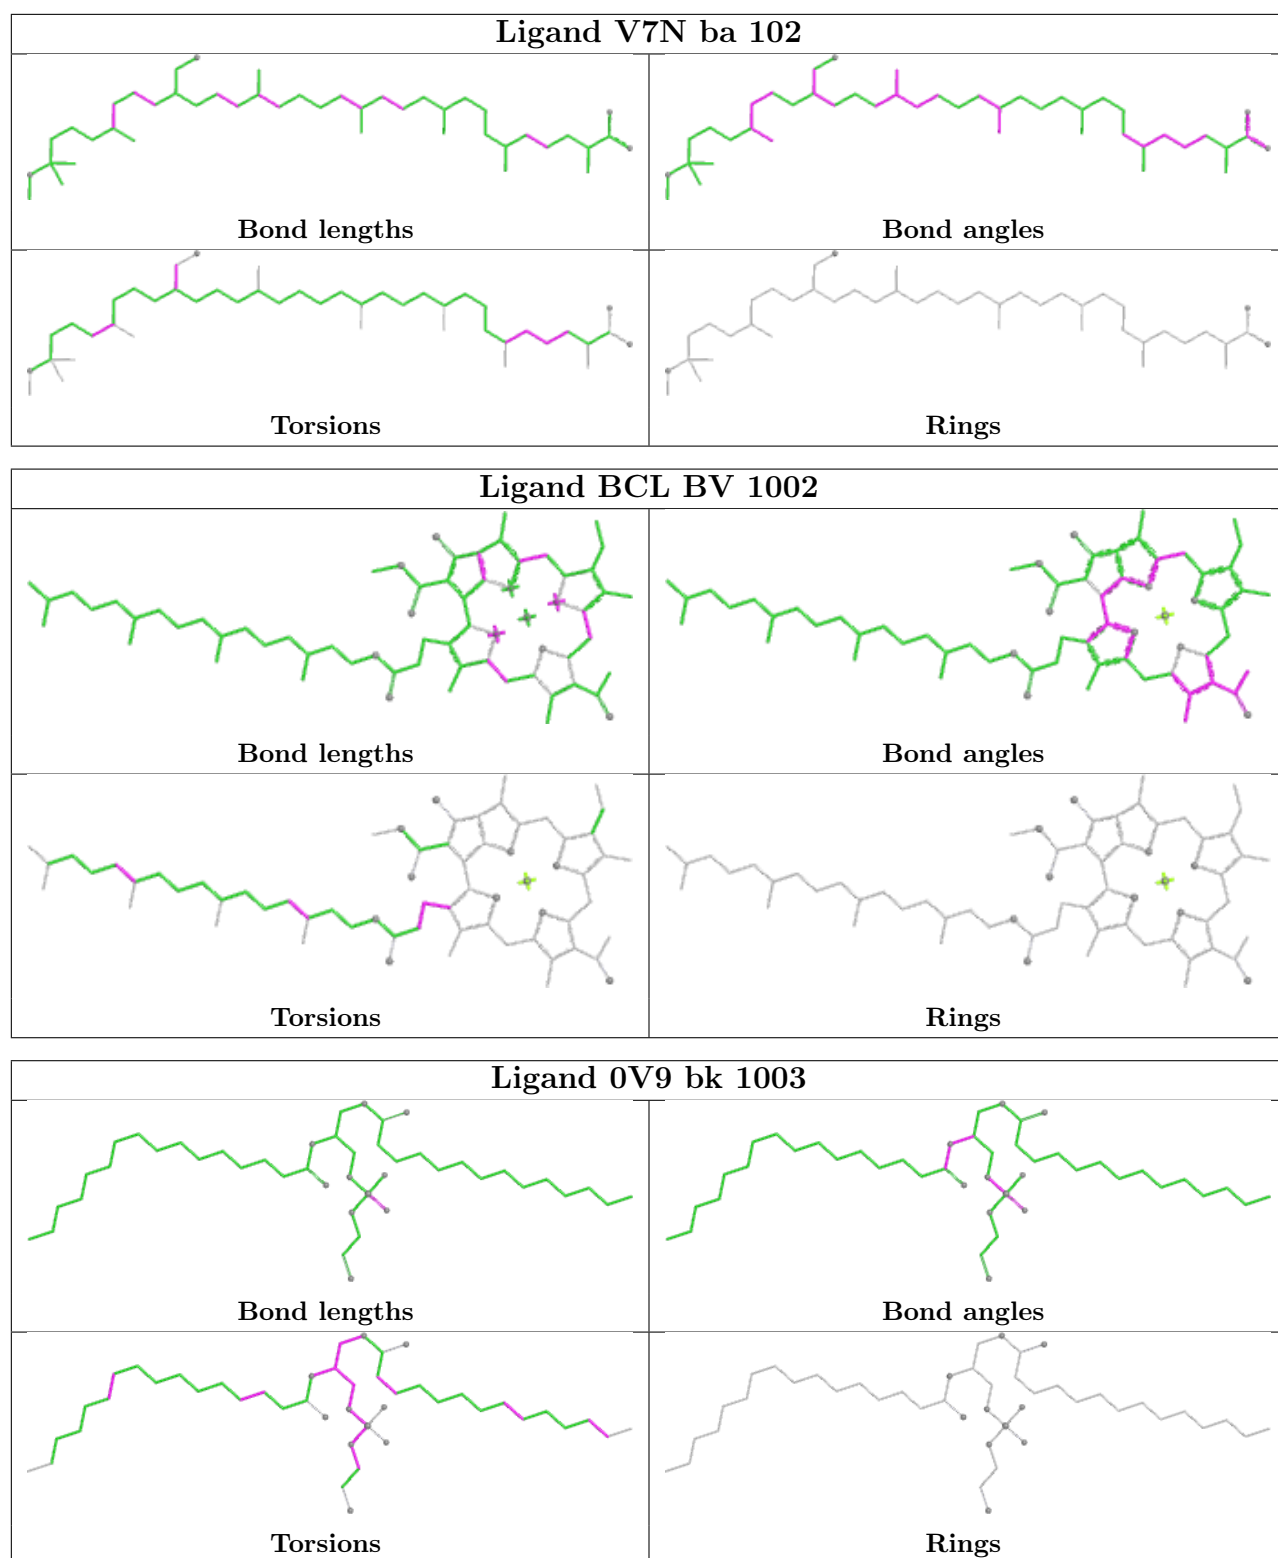 Ligand V7N ba 102
Bond lengths
Bond angles
Torsions
Rings
Ligand BCL BV 1002
Bond lengths
Bond angles
Torsions
Rings
Ligand 0V9 bk 1003
Bond lengths
Bond angles
Torsions
Rings